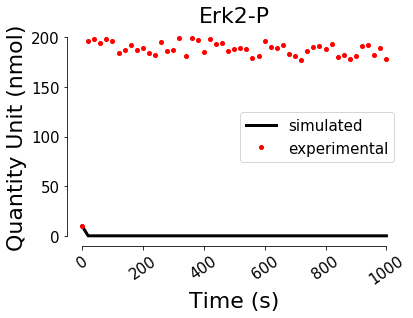 Erk2-P
Quantity Unit (nmol)
200
150
100
50
0
simulated
experimental
0
200
400
600
800
1000
Time (s)